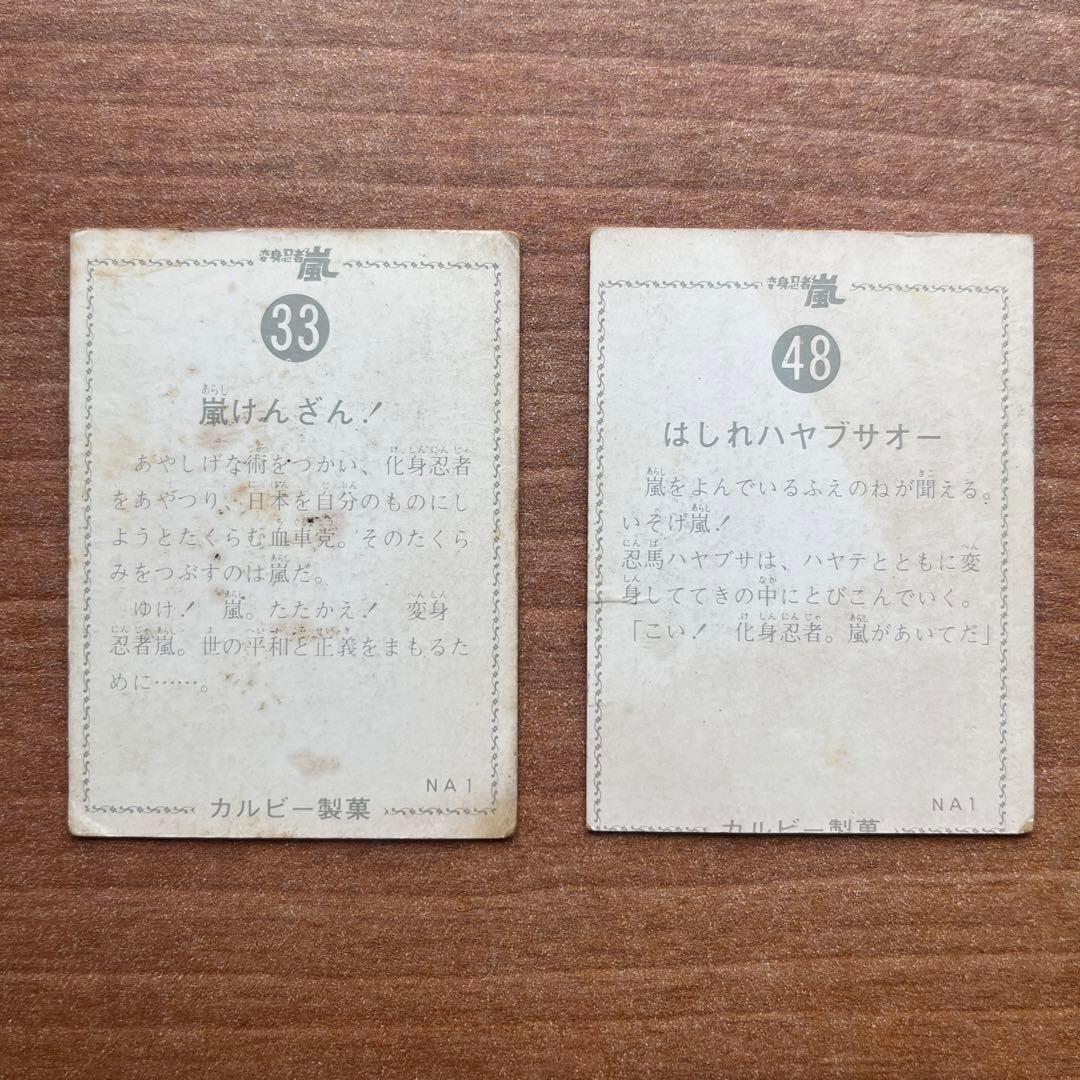 変身忍者嵐
33
嵐けんざん！
あやしげな術をつかい、化身忍者
をあやつり、日本を自分のものにし
ようとたくらむ血車党。そのたくら
みをつぶすのは嵐だ。
ゆけ！ 嵐。たたかえ！ 変身
忍者嵐。世の平和と正義をまもるた
めに……。
NA1
カルビー製菓
変身忍者嵐
48
はしれハヤブサオー
嵐をよんでいるふえのねが聞える。
いそげ嵐！
忍馬ハヤブサは、ハヤテとともに変
身しててきの中にとびこんでいく。
「こい！ 化身忍者。嵐があいてだ」
NA1
カルビー製菓